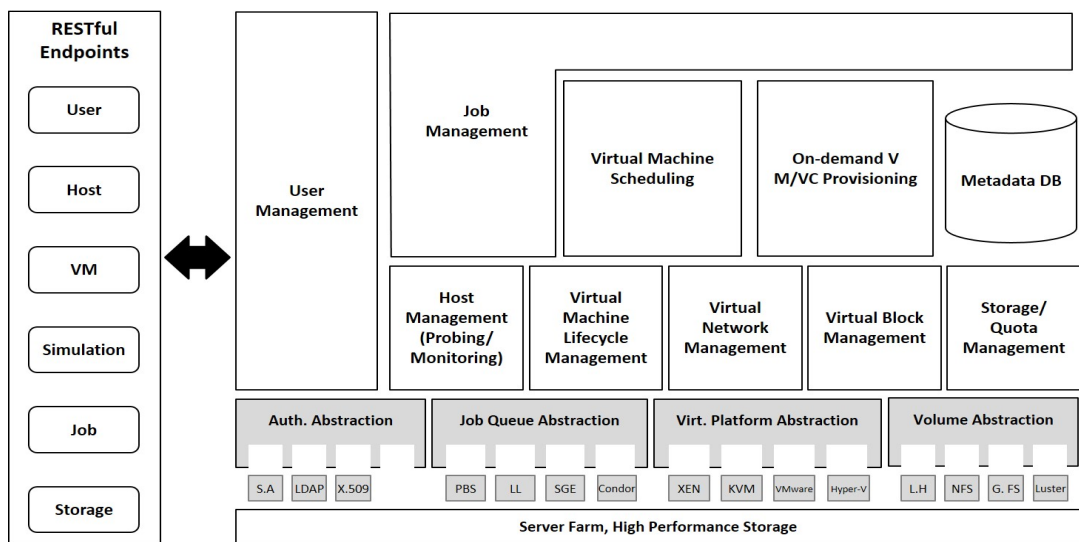 RESTful
Endpoints
User
Host
VM
Simulation
Job
Storage
User
Management
Job
Management
Virtual Machine
Scheduling
On-demand V
M/VC Provisioning
Metadata DB
Host
Management
(Probing/
Monitoring)
Virtual
Machine
Lifecycle
Management
Virtual
Network
Management
Virtual Block
Management
Storage/
Quota
Management
Auth. Abstraction
Job Queue Abstraction
Virt. Platform Abstraction
Volume Abstraction
S.A
LDAP
X.509
PBS
LL
SGE
Condor
XEN
KVM
VMware
Hyper-V
L.H
NFS
G. FS
Luster
Server Farm, High Performance Storage